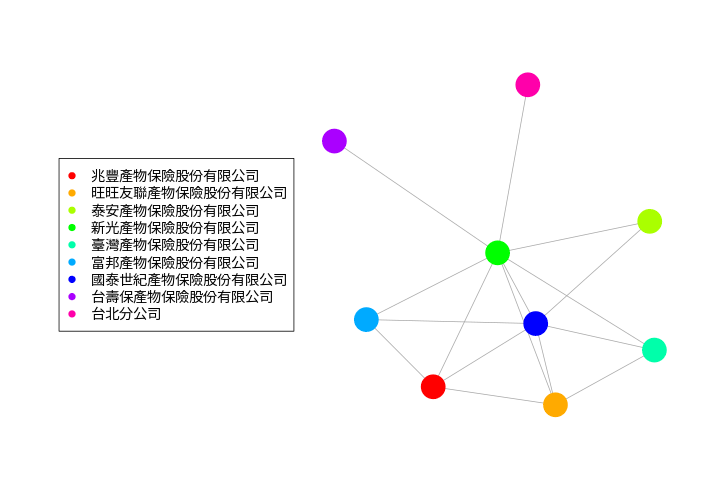 兆豐產物保險股份有限公司
旺旺友聯產物保險股份有限公司
泰安產物保險股份有限公司
新光產物保險股份有限公司
臺灣產物保險股份有限公司
富邦產物保險股份有限公司
國泰世紀產物保險股份有限公司
台壽保產物保險股份有限公司
台北分公司